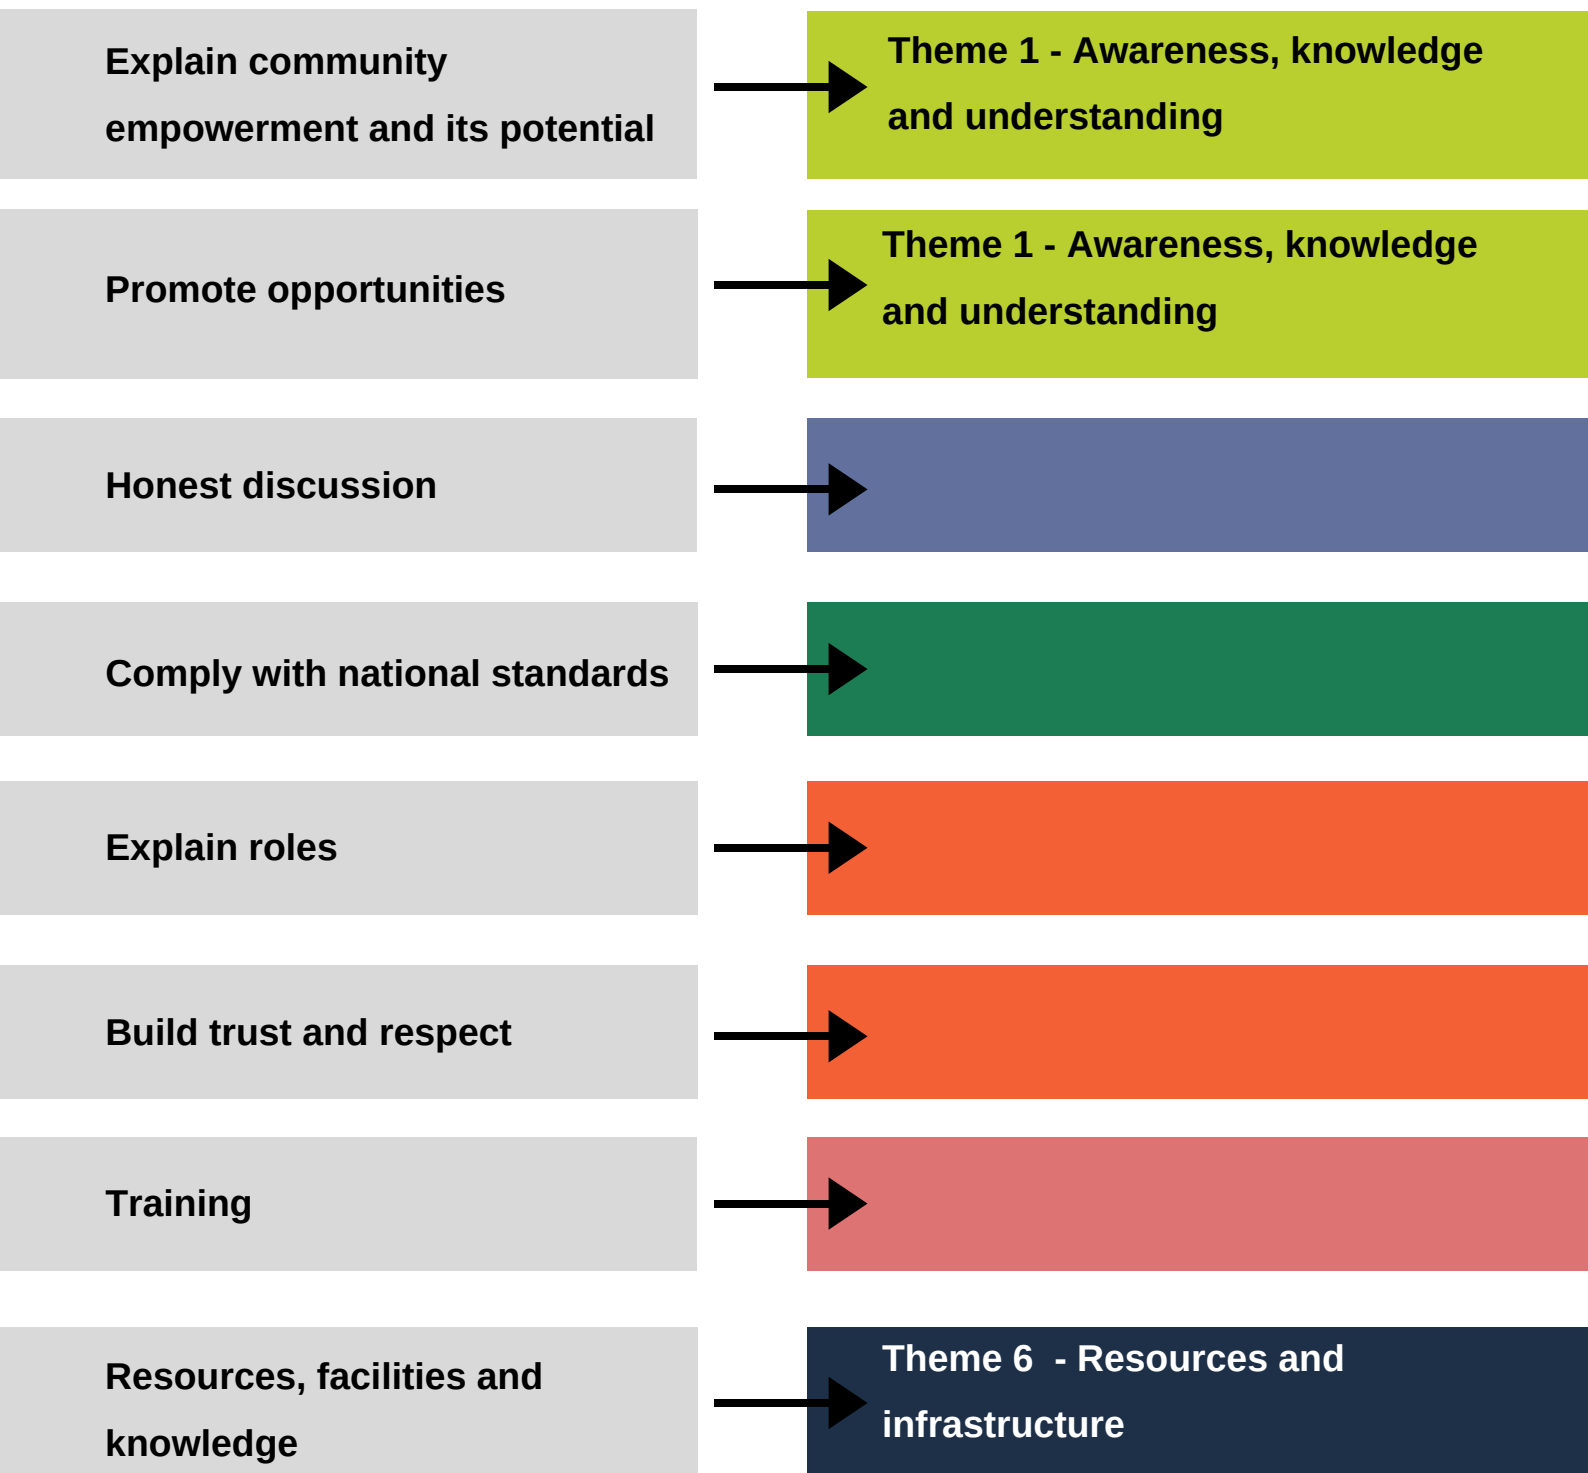 Explain community
empowerment and its potential
Theme 1 - Awareness, knowledge
and understanding
Promote opportunities
Theme 1 - Awareness, knowledge
and understanding
Honest discussion
Comply with national standards
Explain roles
Build trust and respect
Training
Resources, facilities and
knowledge
Theme 6  - Resources and
infrastructure